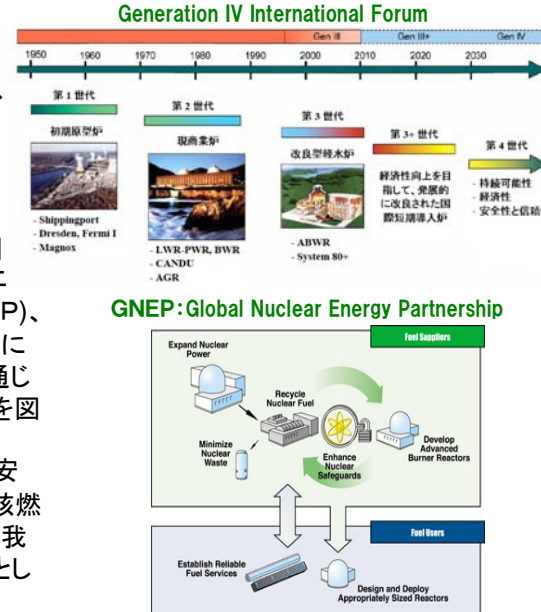 Generation IV International Forum
Gen III
Gen III+
Gen IV
1950
1960
1970
1980
1990
2000
2010
2020
2030
第 1 世代
初期原型炉
- Shippingport
- Dresden, Fermi I
- Magnox
第 2 世代
現商業炉
- LWR-PWR, BWR
- CANDU
- AGR
第 3 世代
改良型軽水炉
- ABWR
- System 80+
第 3+ 世代
経済性向上を目
指して、発展的
に改良された国
際短期導入炉
第 4 世代
- 持続可能性
- 経済性
- 安全性と信頼
P)、
に
通じ
を図
安
核燃
我
とし
GNEP:Global Nuclear Energy Partnership
Fuel Suppliers
Expand Nuclear
Power
Recycle
Nuclear Fuel
Minimize
Nuclear
Waste
Enhance
Nuclear
Safeguards
Develop
Advanced
Burner Reactors
Fuel Users
Establish Reliable
Fuel Services
Design and Deploy
Appropriately Sized Reactors